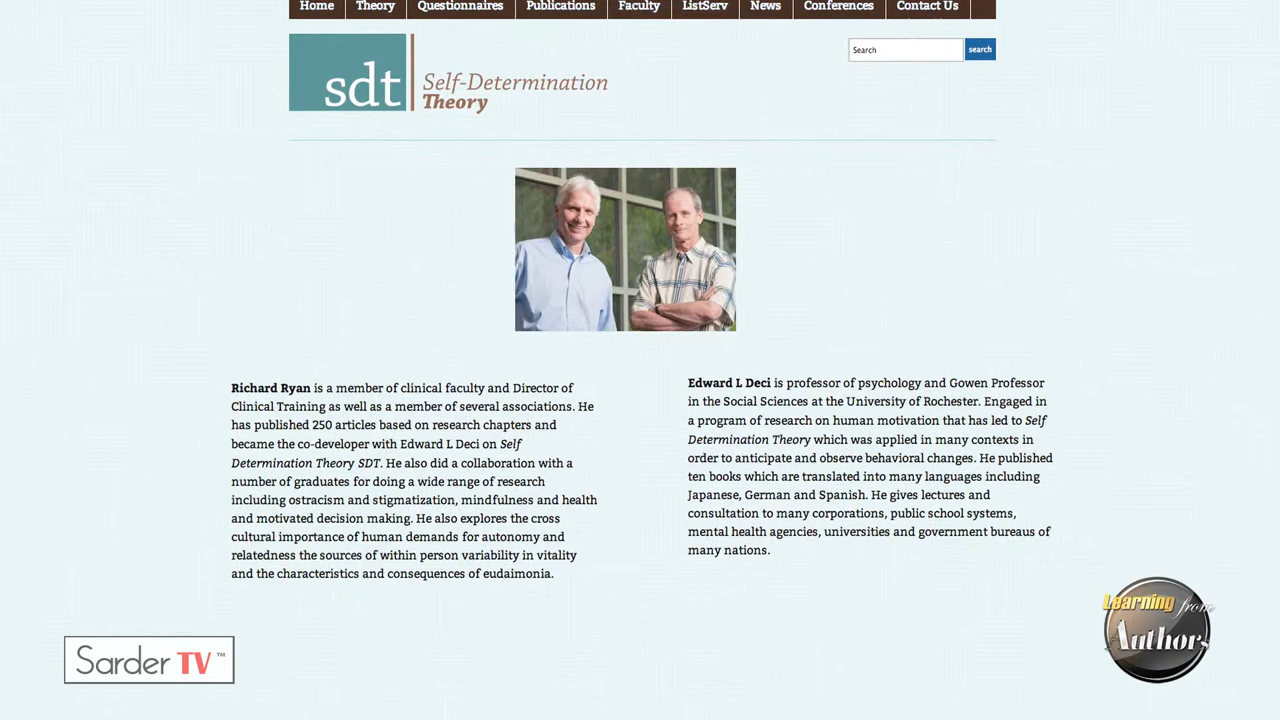 Home Theory Questionnaires Publications Faculty ListServ News Conferences Contact Us
Search search
sdt Self-Determination
Theory
Richard Ryan is a member of clinical faculty and Director of
Clinical Training as well as a member of several associations. He
has published 250 articles based on research chapters and
became the co-developer with Edward L Deci on Self
Determination Theory SDT. He also did a collaboration with a
number of graduates for doing a wide range of research
including ostracism and stigmatization, mindfulness and health
and motivated decision making. He also explores the cross
cultural importance of human demands for autonomy and
relatedness the sources of within person variability in vitality
and the characteristics and consequences of eudaimonia.
Edward L Deci is professor of psychology and Gowen Professor
in the Social Sciences at the University of Rochester. Engaged in
a program of research on human motivation that has led to Self
Determination Theory which was applied in many contexts in
order to anticipate and observe behavioral changes. He published
ten books which are translated into many languages including
Japanese, German and Spanish. He gives lectures and
consultation to many corporations, public school systems,
mental health agencies, universities and government bureaus of
many nations.
Learning from
Authors
Sarder TV™